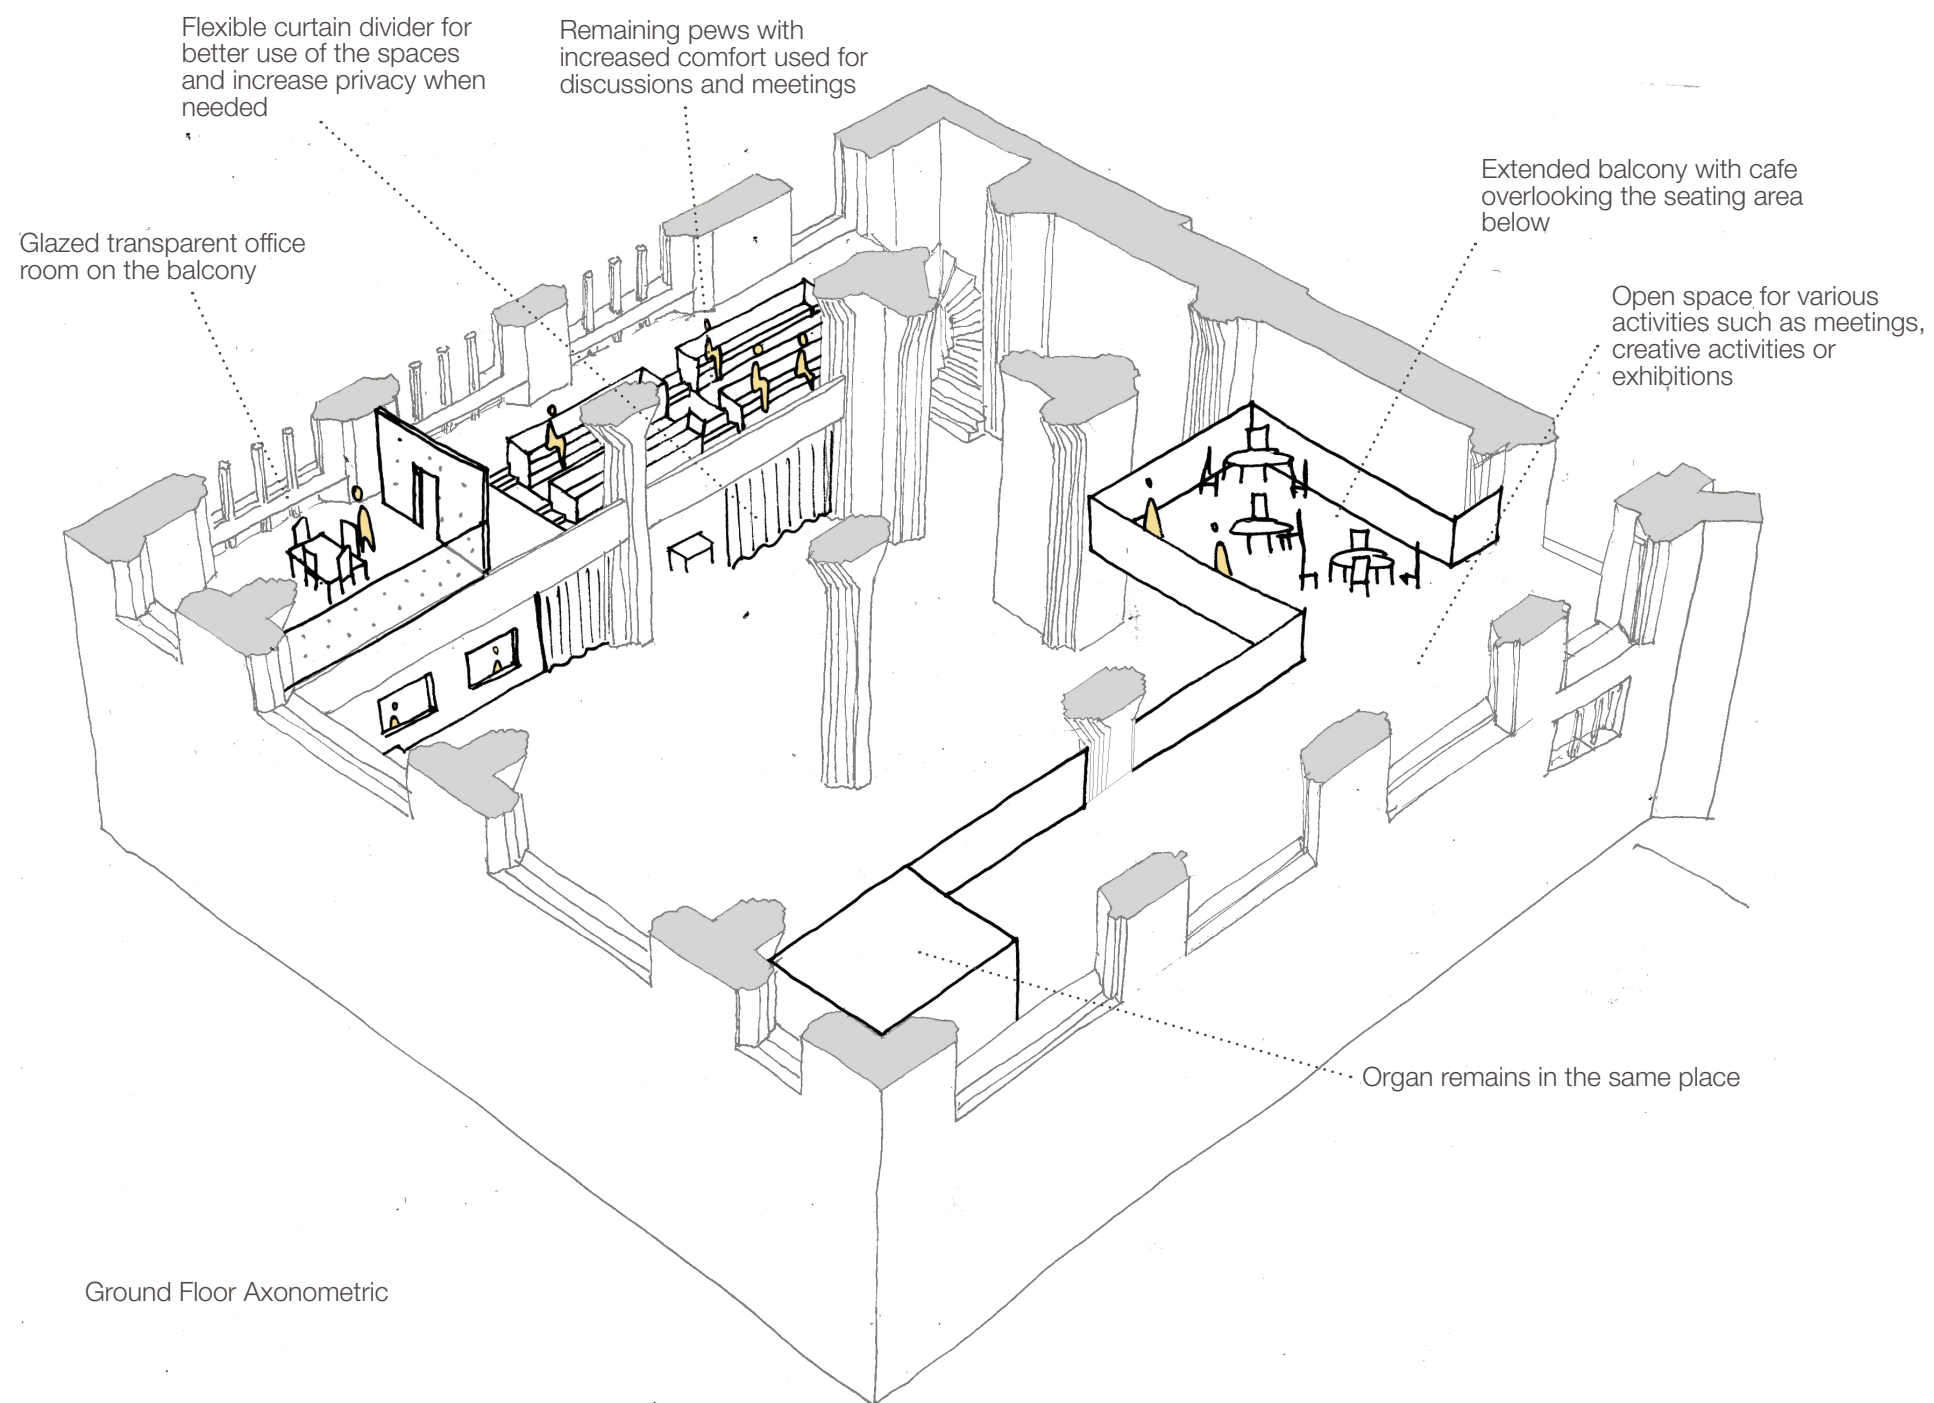 Flexible curtain divider for
better use of the spaces
and increase privacy when
needed
Remaining pews with
increased comfort used for
discussions and meetings
Extended balcony with cafe
overlooking the seating area
below
Glazed transparent office
room on the balcony
Open space for various
activities such as meetings,
creative activities or
exhibitions
Organ remains in the same place
Ground Floor Axonometric